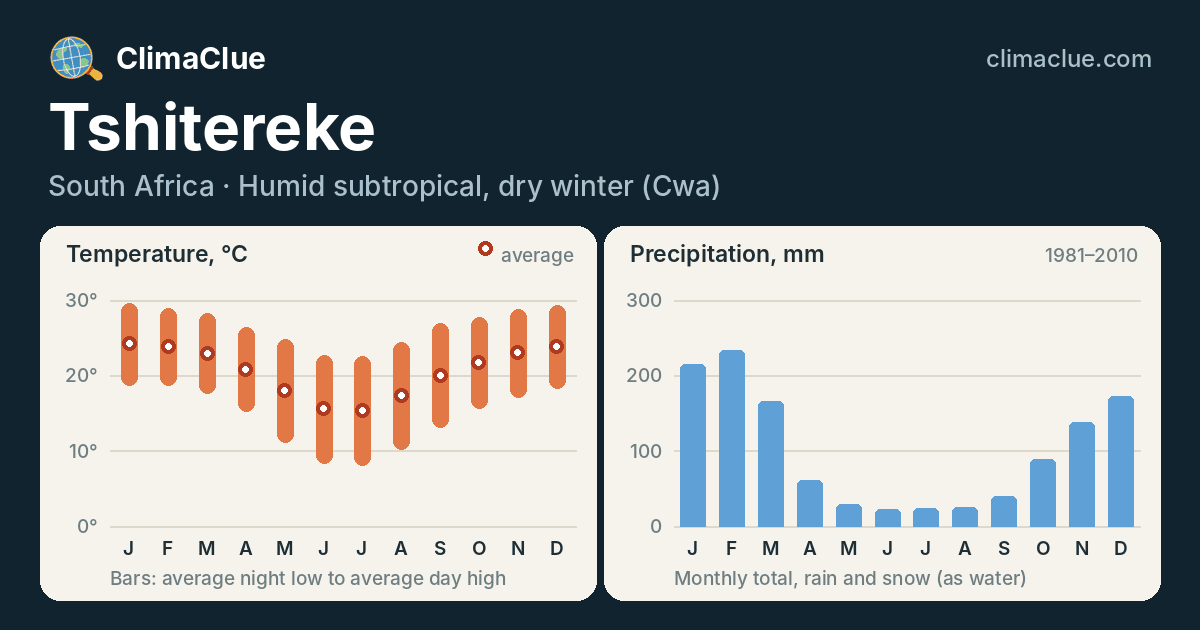 ClimaClue
climaclue.com
Tshitereke
South Africa · Humid subtropical, dry winter (Cwa)
Temperature, °C
average
30°
20°
10°
0°
J F M A M J J A S O N D
Bars: average night low to average day high
Precipitation, mm
1981–2010
300
200
100
0
J F M A M J J A S O N D
Monthly total, rain and snow (as water)